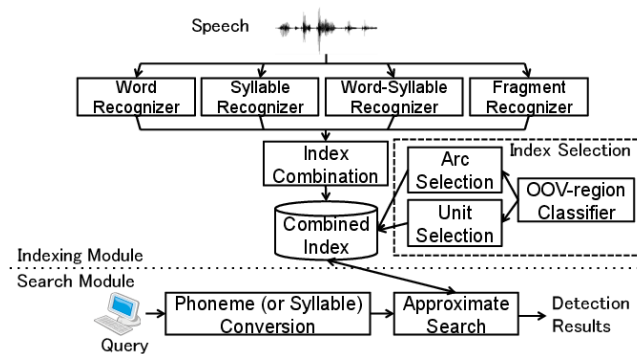 Speech
Word
Recognizer
Syllable
Recognizer
Word-Syllable
Recognizer
Fragment
Recognizer
Index
Combination
Index Selection
Arc
Selection
OOV-region
Classifier
Unit
Selection
Combined
Index
Indexing Module
Search Module
Query
Phoneme (or Syllable)
Conversion
Approximate
Search
Detection
Results